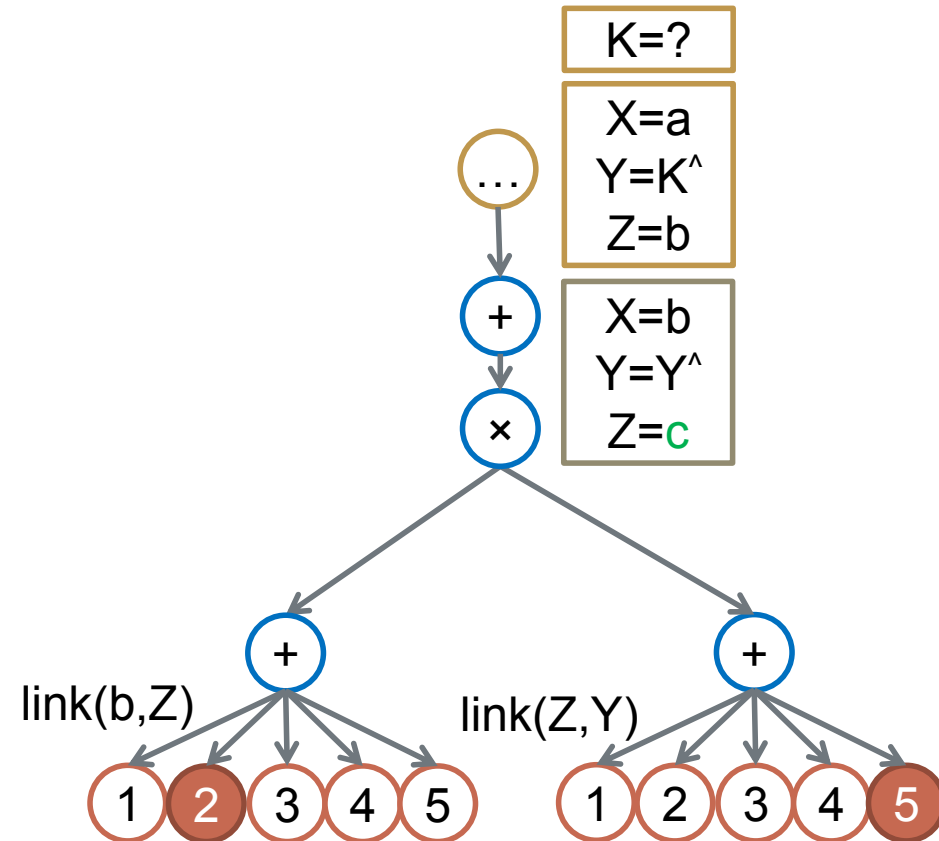 K=?
X=a
Y=K^
Z=b
...
+
X=b
Y=Y^
Z=c
×
+
+
link(b,Z)
link(Z,Y)
1 2 3 4 5
1 2 3 4 5